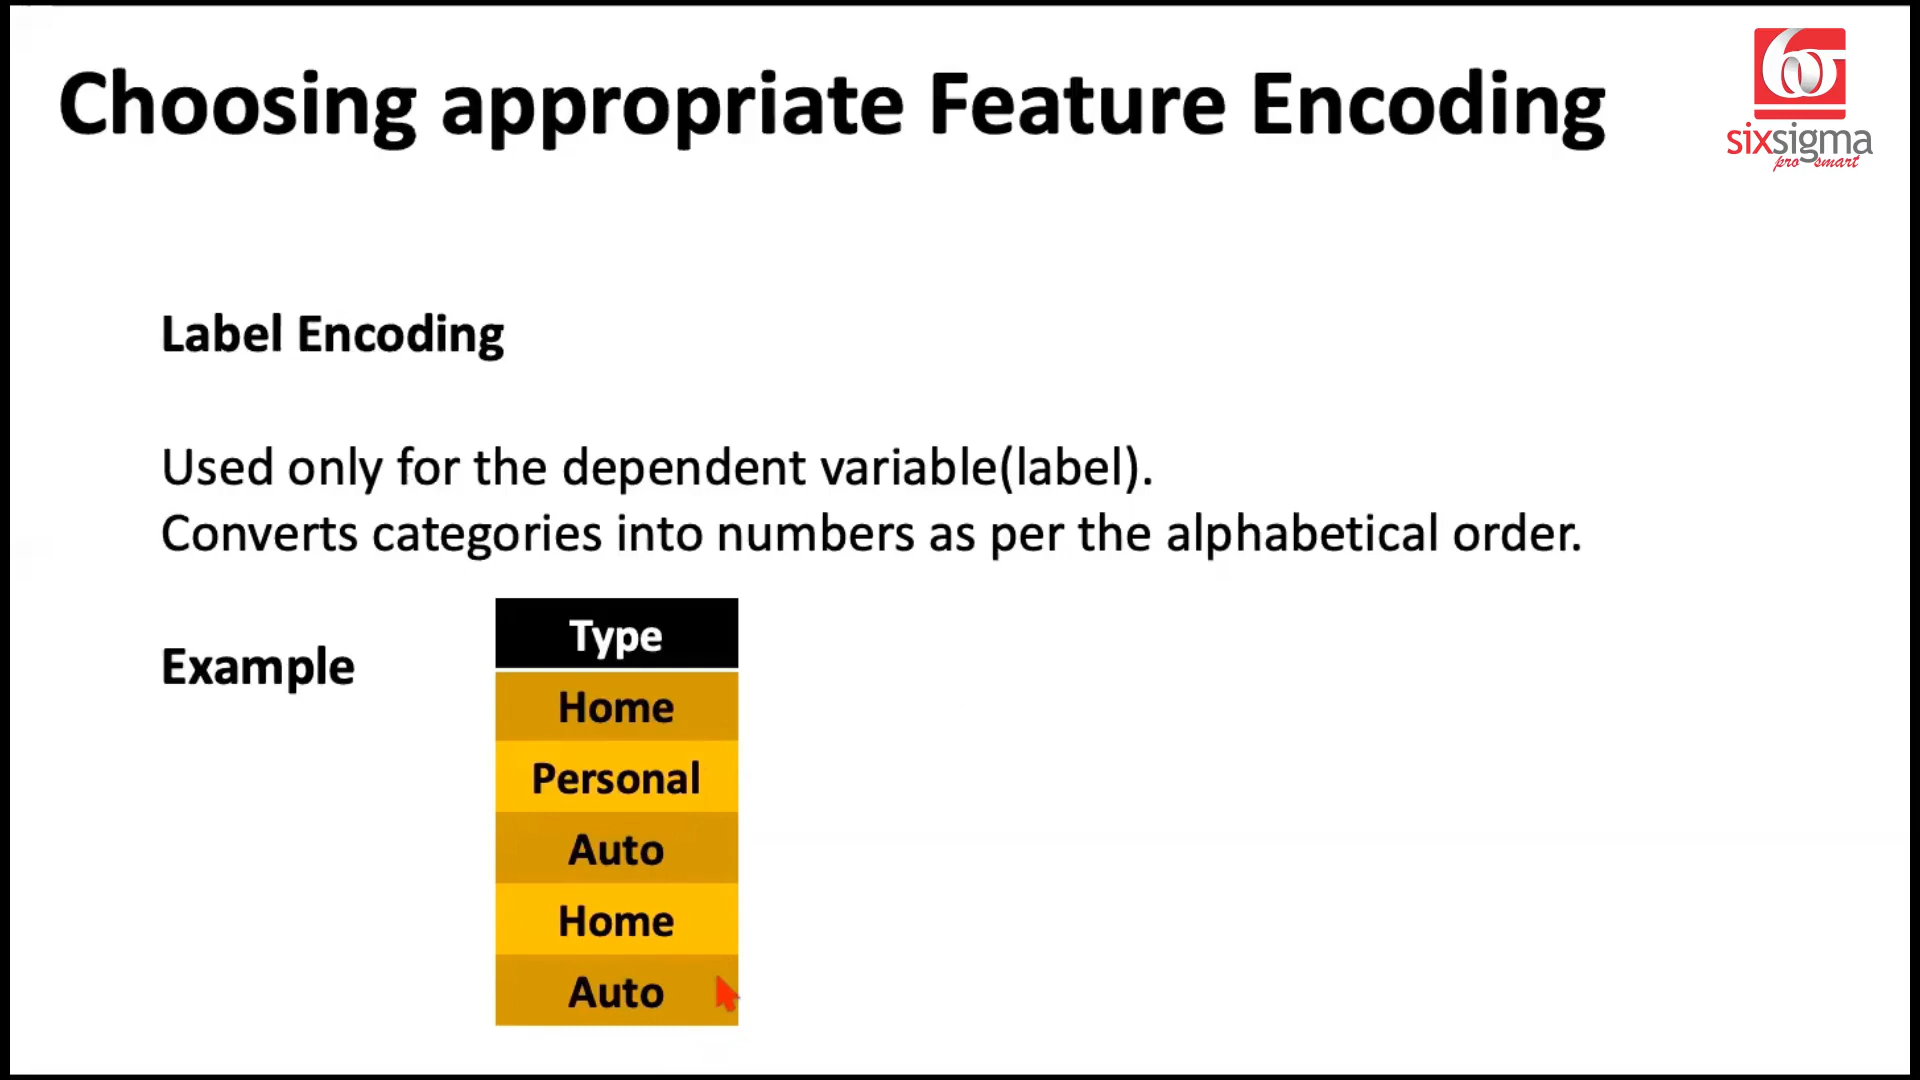 Choosing appropriate Feature Encoding
sixsigma
pro smart
Label Encoding
Used only for the dependent variable(label).
Converts categories into numbers as per the alphabetical order.
Example
Type
Home
Personal
Auto
Home
Auto